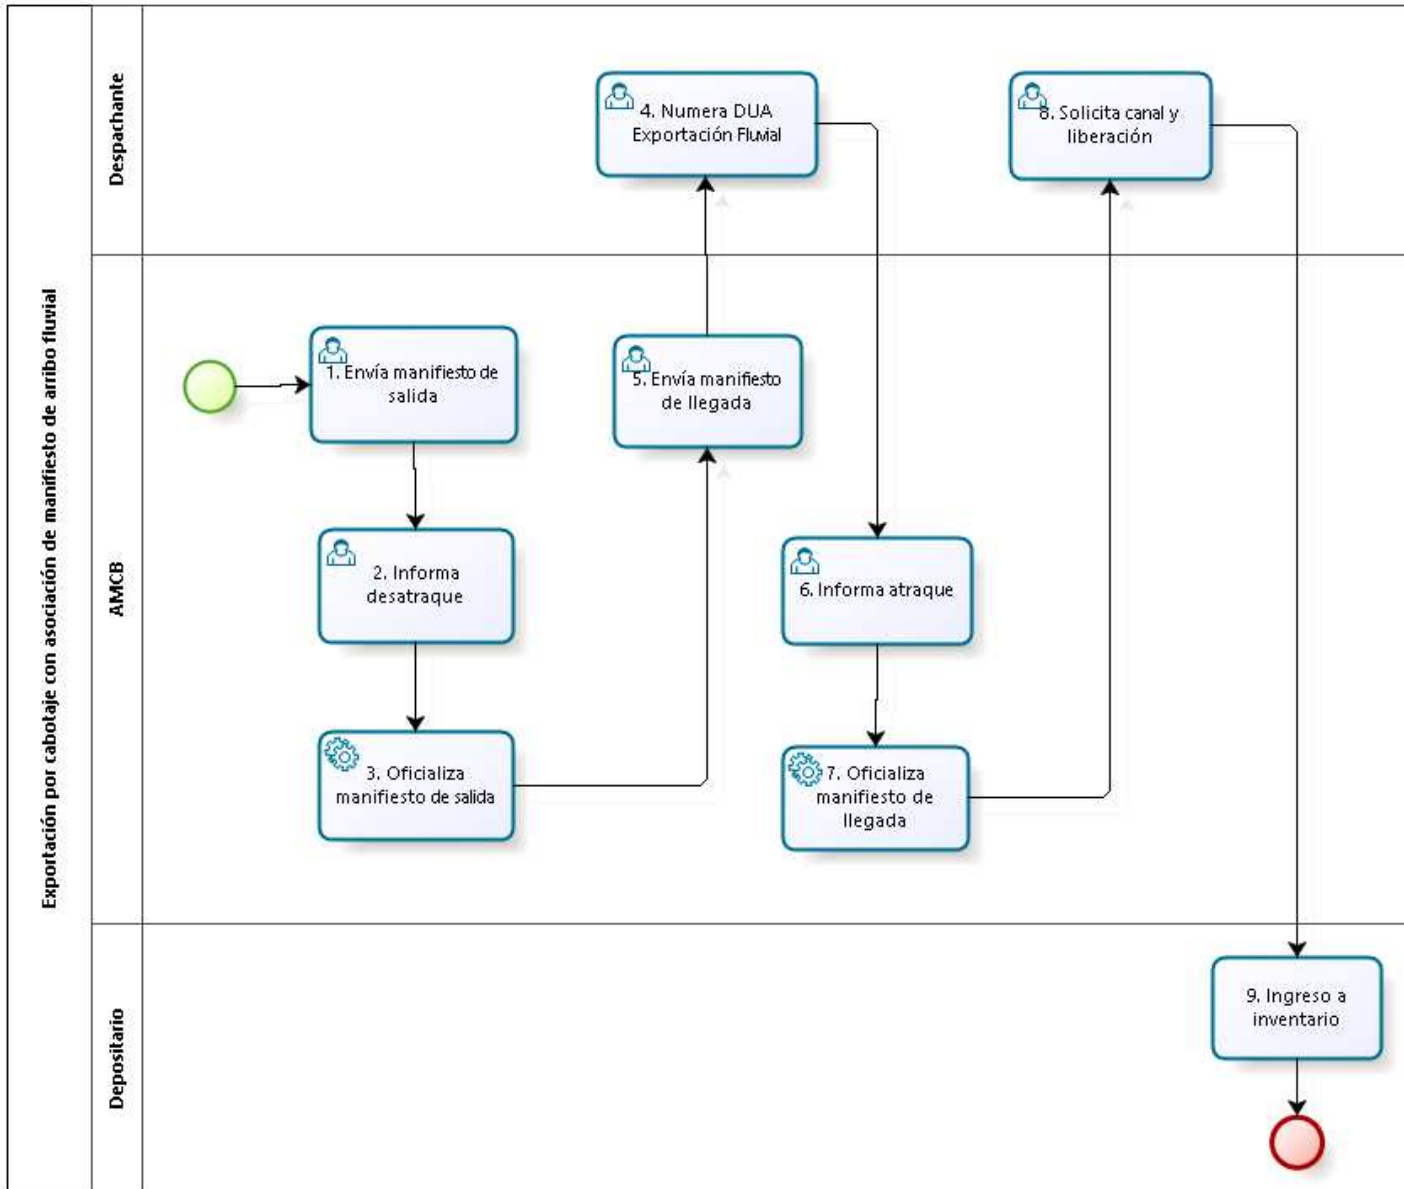 Exportación por cabotaje con asociación de manifiesto de arribo fluvial
Despachante
4. Numera DUA
Exportación Fluvial
8. Solicita canal y
liberación
AMCB
1. Envía manifiesto de
salida
5. Envía manifiesto
de llegada
2. Informa
desatraque
6. Informa atraque
3. Oficializa
manifiesto de salida
7. Oficializa
manifiesto de
llegada
Depositario
9. Ingreso a
inventario